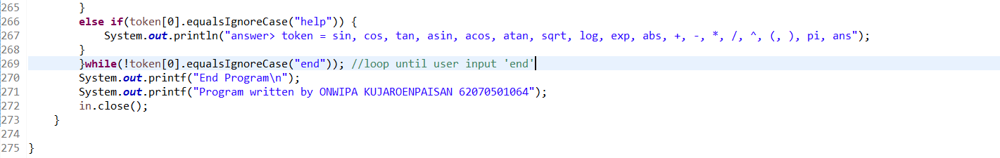 265 }
266 else if(token[0].equalsIgnoreCase("help")) {
267 System.out.println("answer> token = sin, cos, tan, asin, acos, atan, sqrt, log, exp, abs, +, -, *, /, ^, (, ), pi, ans");
268 }
269 }while(!token[0].equalsIgnoreCase("end")); //loop until user input 'end'
270 System.out.printf("End Program\n");
271 System.out.printf("Program written by ONWIPA KUJAROENPAISAN 62070501064");
272 in.close();
273 }
274
275 }